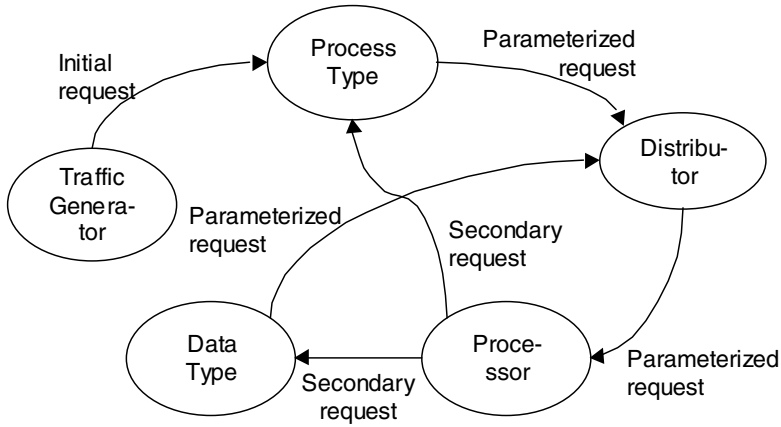 Process
Type
Parameterized
request
Initial
request
Distribu-
tor
Traffic
Genera-
tor
Parameterized
request
Secondary
request
Data
Type
Proce-
ssor
Secondary
request
Parameterized
request